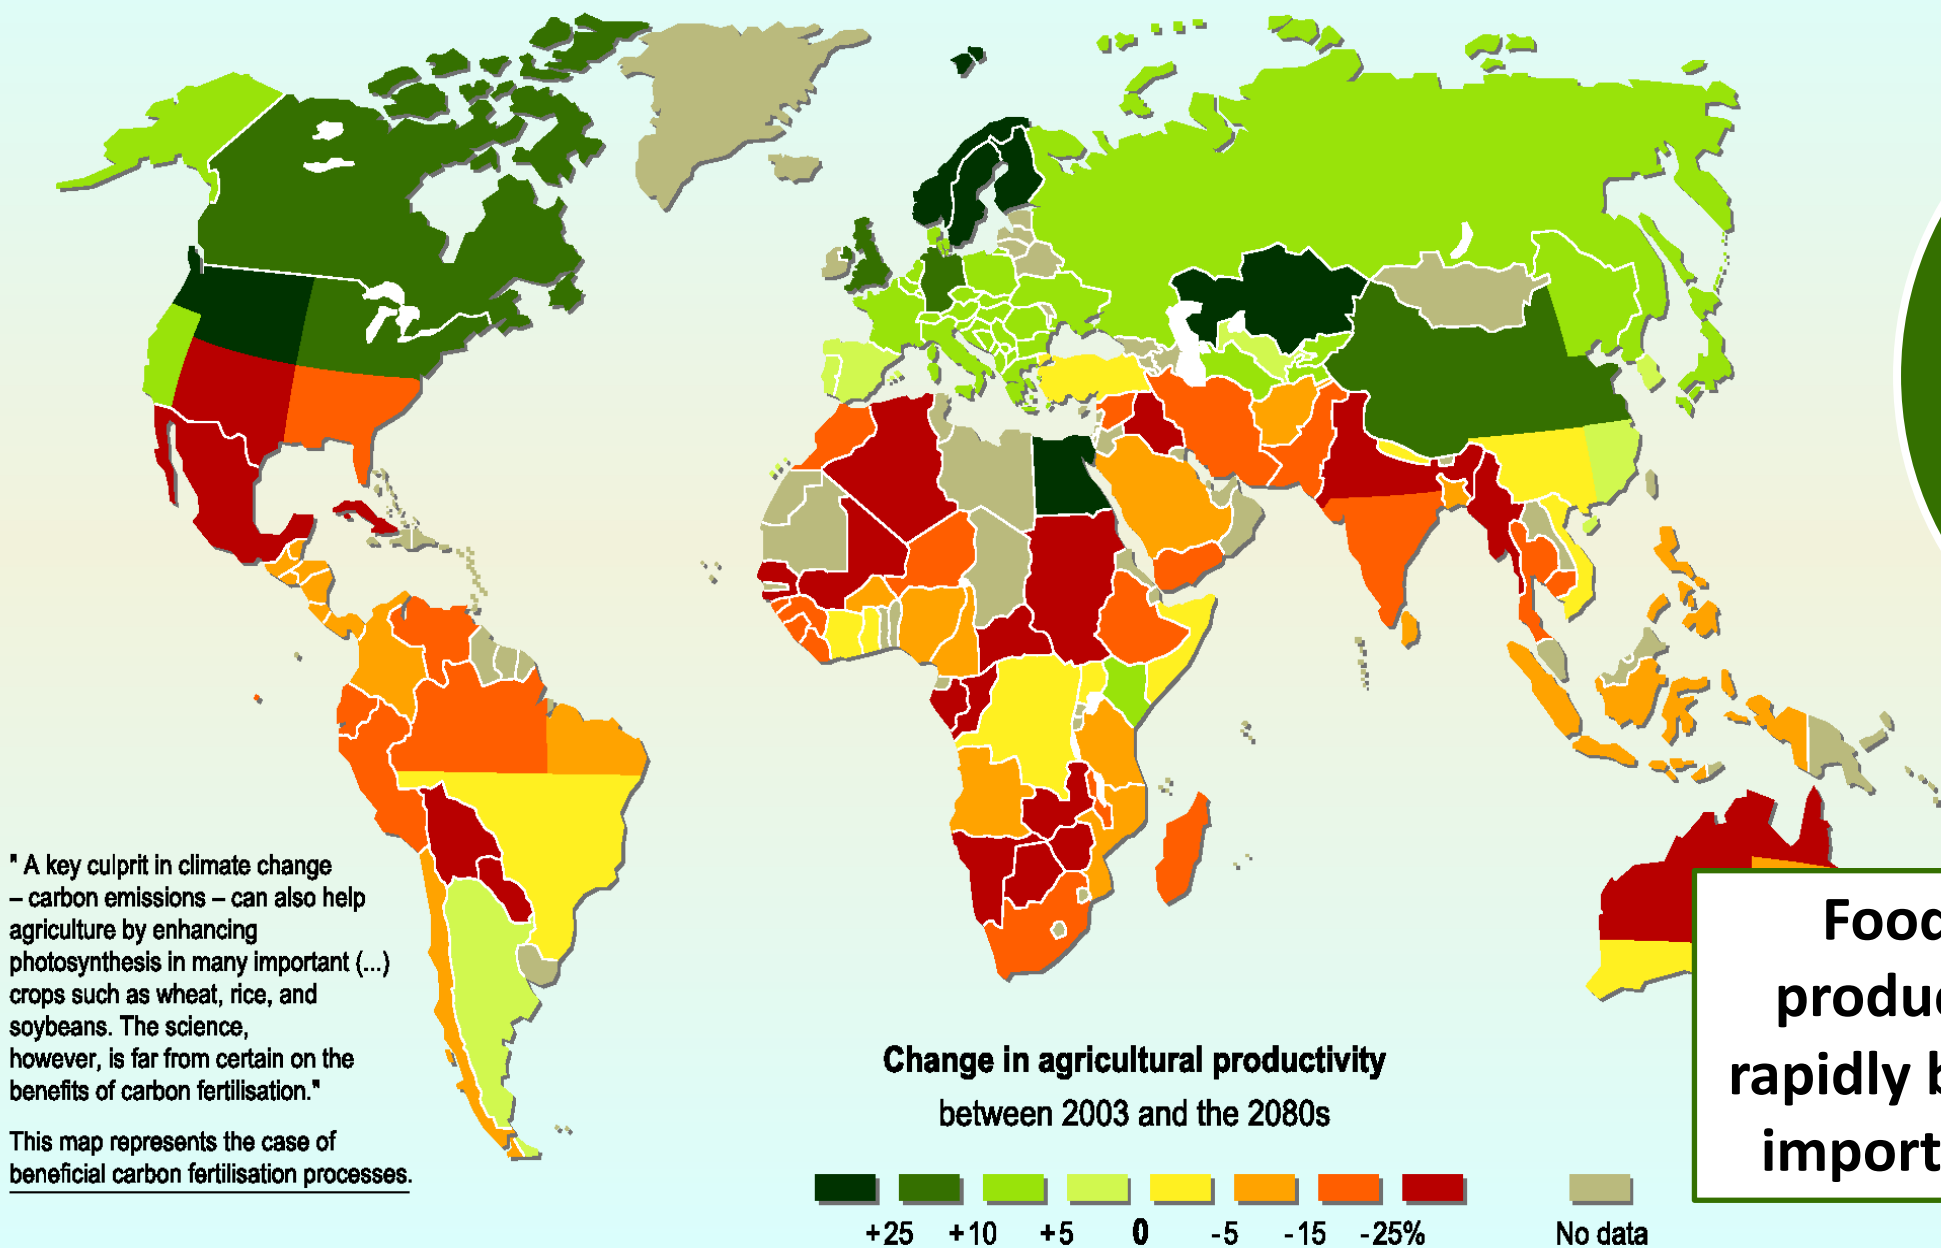 " A key culprit in climate change
– carbon emissions – can also help
agriculture by enhancing
photosynthesis in many important (...)
crops such as wheat, rice, and
soybeans. The science,
however, is far from certain on the
benefits of carbon fertilisation."
This map represents the case of
beneficial carbon fertilisation processes.
Change in agricultural productivity
between 2003 and the 2080s
+25 +10 +5 0 -5 -15 -25% No data
Food
rapidly
import